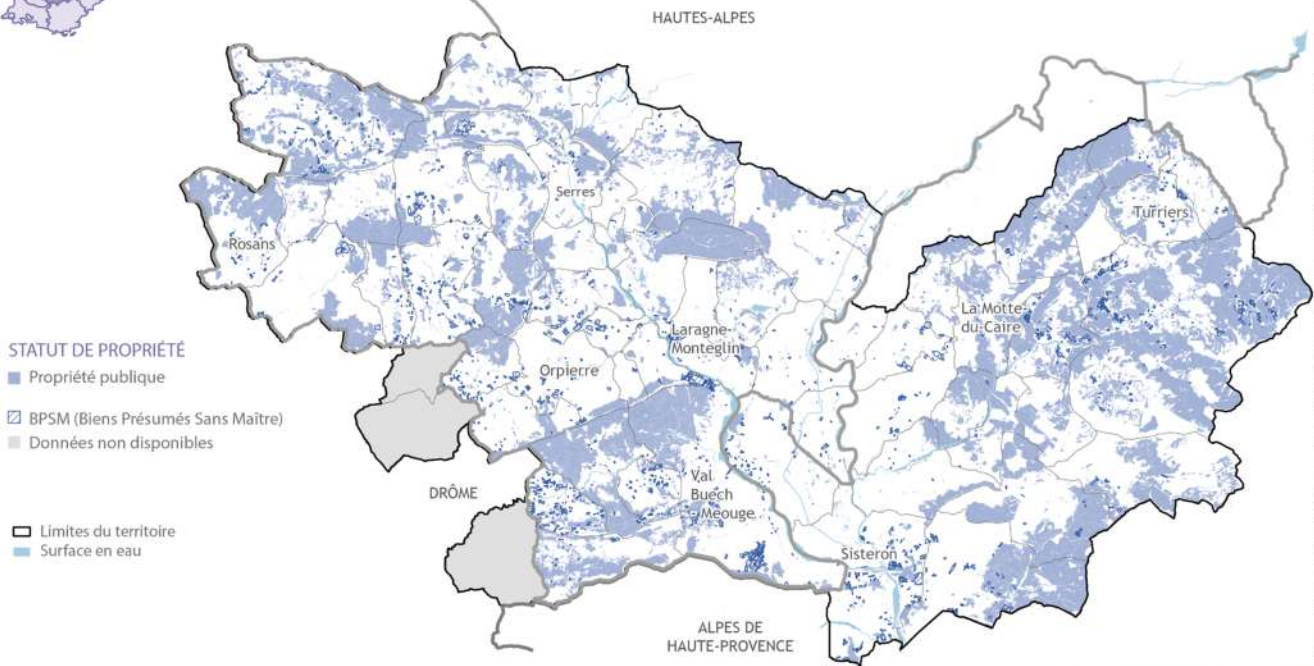 HAUTES-ALPES
Serres
Turriers
Rosans
La Motte-
du-Caire
Laragne-
Monteglin
Orpierre
STATUT DE PROPRIÉTÉ
Propriété publique
BPSM (Biens Présumés Sans Maître)
Données non disponibles
DRÔME
Val
Buech
Meouge
Limites du territoire
Surface en eau
Sisteron
ALPES DE
HAUTE-PROVENCE